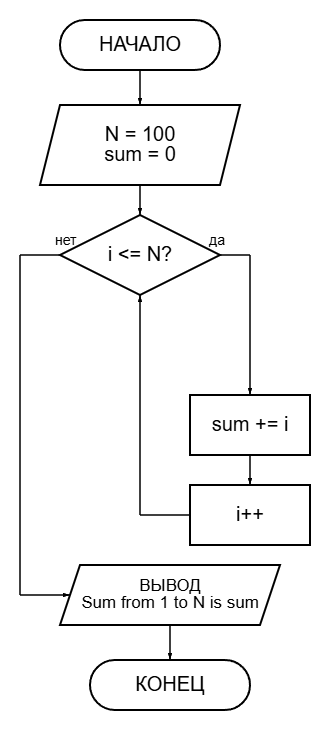 НАЧАЛО
N = 100
sum = 0
нет
да
i <= N?
sum += i
i++
ВЫВОД
Sum from 1 to N is sum
КОНЕЦ